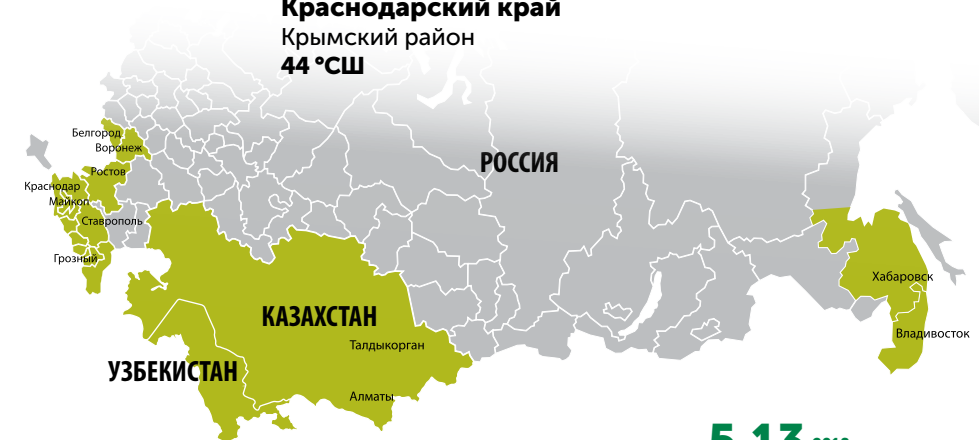 Краснодарский край
Крымский район
44 °СШ
Белгород
Воронеж
РОССИЯ
Ростов
Краснодар
Майкоп
Ставрополь
Грозный
Хабаровск
КАЗАХСТАН
Владивосток
Талдыкорган
УЗБЕКИСТАН
Алматы